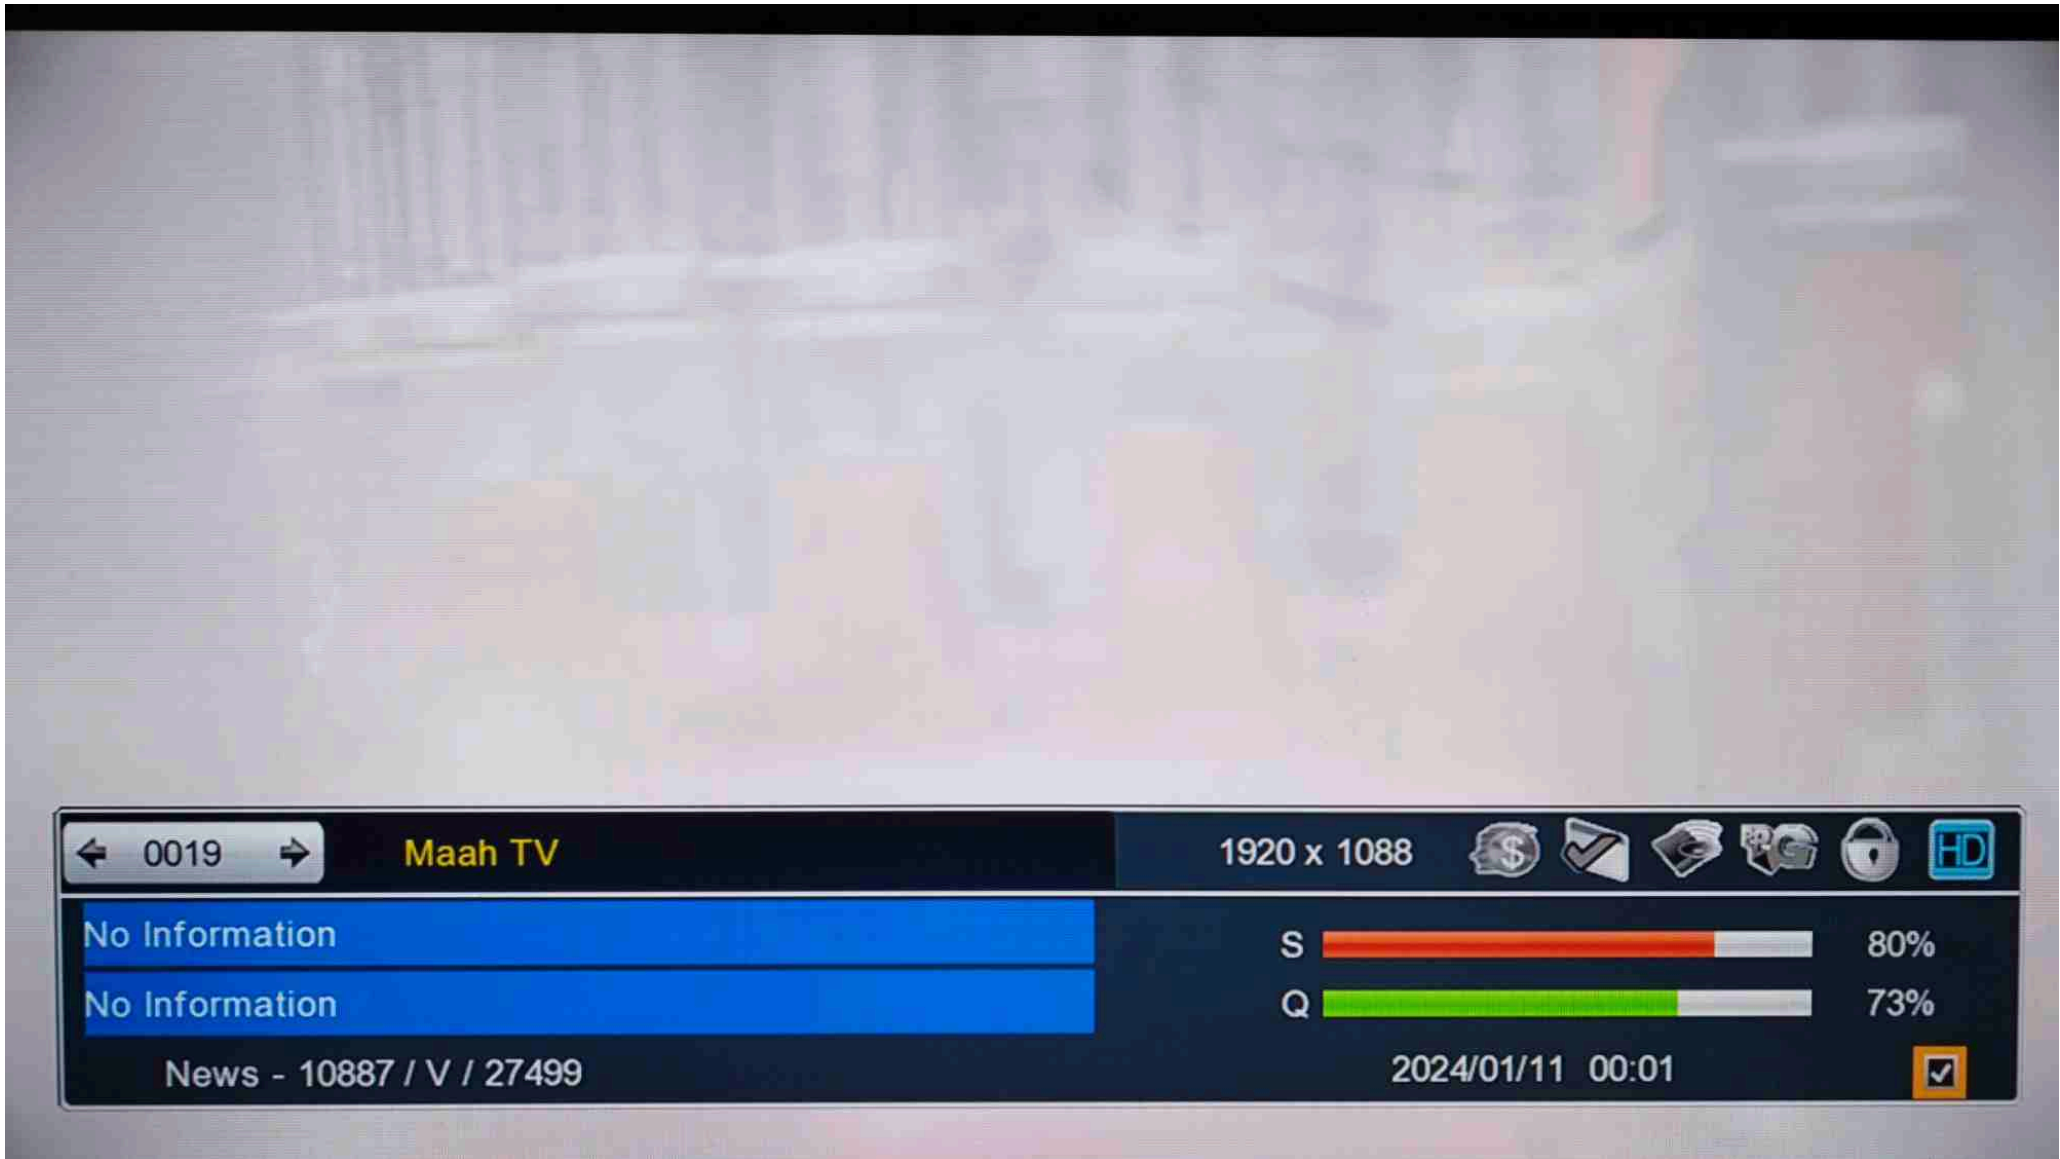 0019 Maah TV 1920 x 1088 HD
No Information
S 80%
No Information
Q 73%
News - 10887 / V / 27499 2024/01/11 00:01